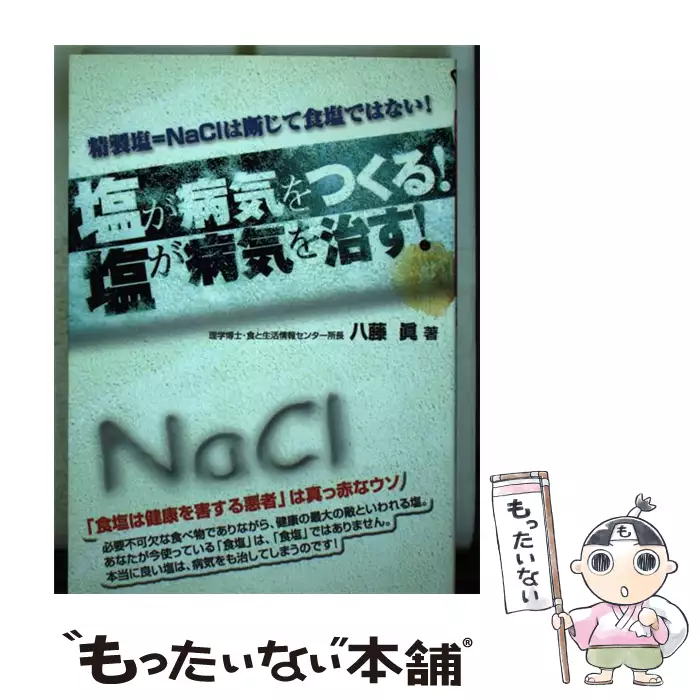 精製塩=NaClは断じて食塩ではない!
塩が病気をつくる!
塩が病気を治す!
理学博士・食と生活情報センター所長 八藤 眞 著
NaCl
「食塩は健康を害する悪者」は真っ赤なウソ
必要不可欠な食べ物でありながら、健康の最大の敵といわれる塩。
あなたが今使っている「食塩」は、「食塩」ではありません。
本当に良い塩は、病気をも治してしまうのです!
もったいない
"もったいない本舗®